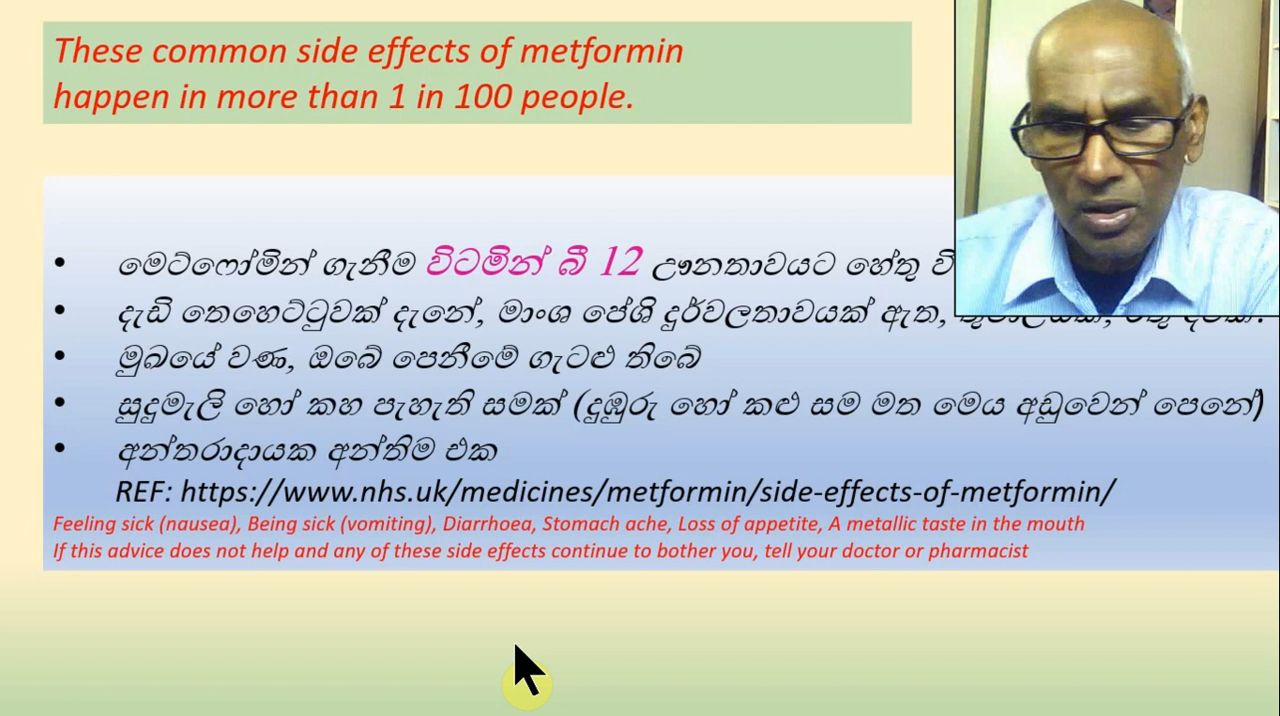 These common side effects of metformin
happen in more than 1 in 100 people.
• මෙට්ෆෝමින් ගැනීම විටමින් බී 12 ඌනතාවයට හේතු වි
• දැඩි තෙහෙට්ටුවක් දැනේ, මාංශ පේශි දුර්වලතාවයක් ඇත,
• මුඛයේ වණ, ඔබේ පෙනීමේ ගැටළු තිබේ
• සුදුමැලි හෝ කහ පැහැති සමක් (දුඹුරු හෝ කළු සම මත මෙය අඩුවෙන් පෙනේ)
• අන්තරාදායක අන්තිම එක
REF: https://www.nhs.uk/medicines/metformin/side-effects-of-metformin/
Feeling sick (nausea), Being sick (vomiting), Diarrhoea, Stomach ache, Loss of appetite, A metallic taste in the mouth
If this advice does not help and any of these side effects continue to bother you, tell your doctor or pharmacist